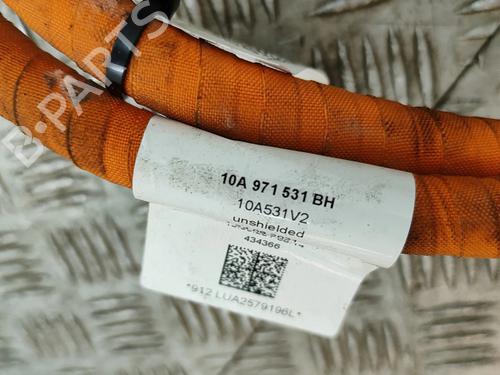 B-PARTS
10A 971 531 BH
10A531V2
unshielded
434366
*912 LUA2579196L*